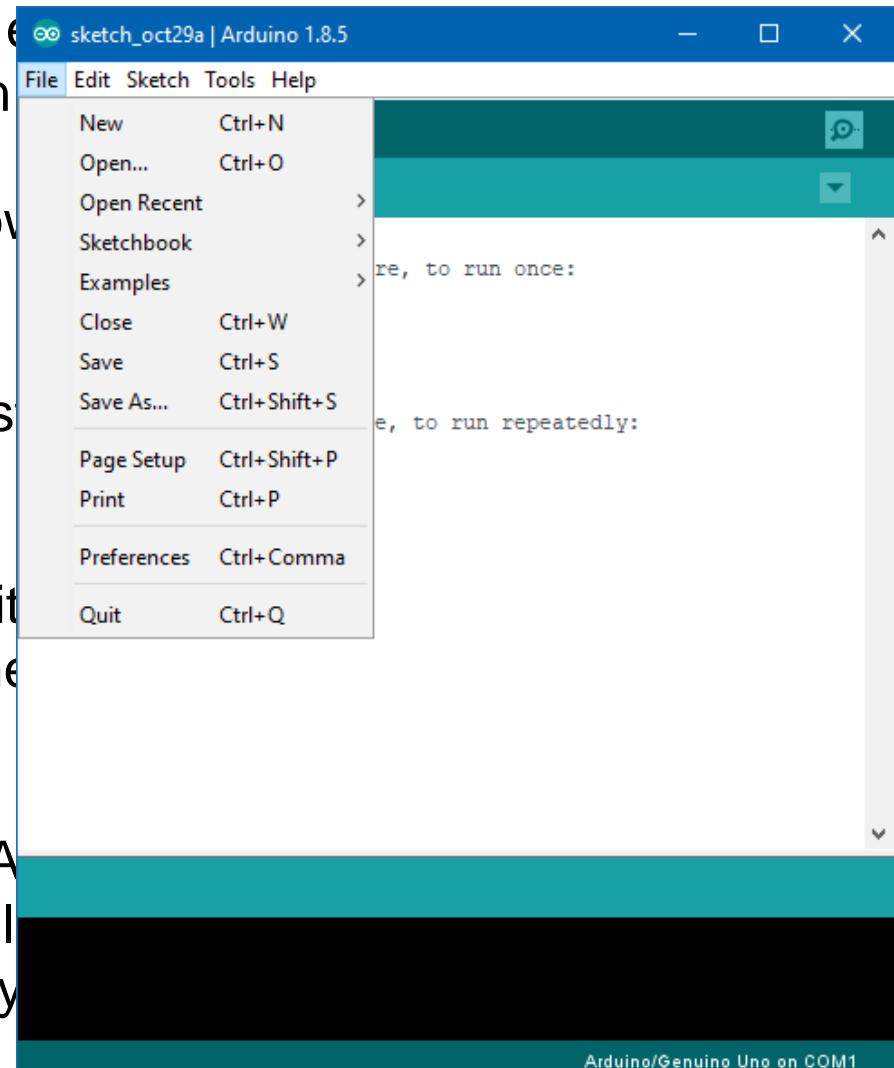 sketch_oct29a | Arduino 1.8.5
File Edit Sketch Tools Help
New Ctrl+N
Open... Ctrl+O
Open Recent
Sketchbook
Examples
Close Ctrl+W
Save Ctrl+S
Save As... Ctrl+Shift+S
Page Setup Ctrl+Shift+P
Print Ctrl+P
Preferences Ctrl+Comma
Quit Ctrl+Q
re, to run once:
e, to run repeatedly:
Arduino/Genuino Uno on COM1